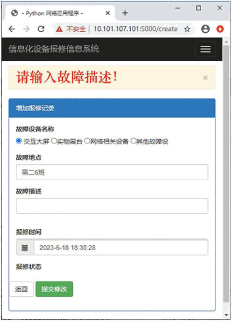 - Python 网络应用程序 -
不安全 | 10.101.107.101:5000/create
信息化设备报修信息系统
请输入故障描述!
×
增加报修记录
故障设备名称
交互大屏 实物展台 网络相关设备 其他故障设
故障地点
高二6班
故障描述
报修时间
2023-6-18 18:35:28
报修状态
返回 提交修改